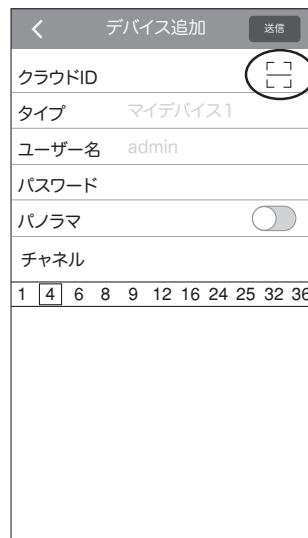 デバイス追加 送信
クラウドID
タイプ マイデバイス1
ユーザー名 admin
パスワード
パノラマ
チャネル
1 4 6 8 9 12 16 24 25 32 36